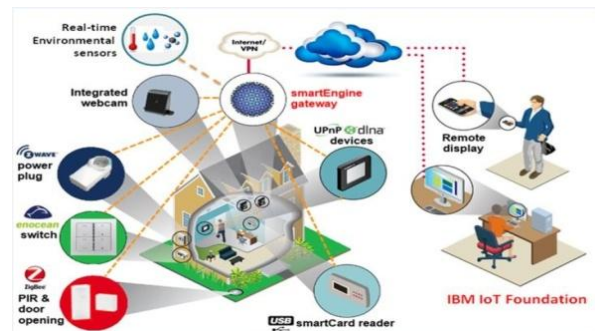 Real-time
Environmental
sensors
Internet/
VPN
Integrated
webcam
smartEngine
gateway
UPnP dlna
devices
Remote
display
WAVE
power
plug
enocean
switch
ZigBee
PIR &
door
opening
IBM IoT Foundation
USB smartCard reader